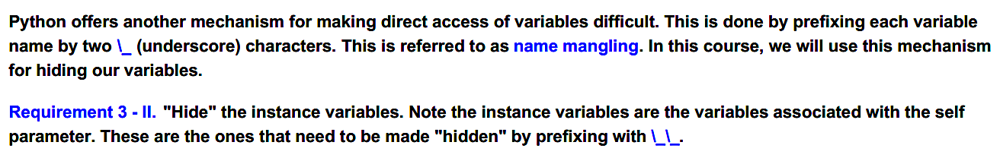 Python offers another mechanism for making direct access of variables difficult. This is done by prefixing each variable
name by two \_ (underscore) characters. This is referred to as name mangling. In this course, we will use this mechanism
for hiding our variables.
Requirement 3 - II. "Hide" the instance variables. Note the instance variables are the variables associated with the self
parameter. These are the ones that need to be made "hidden" by prefixing with \_\_.